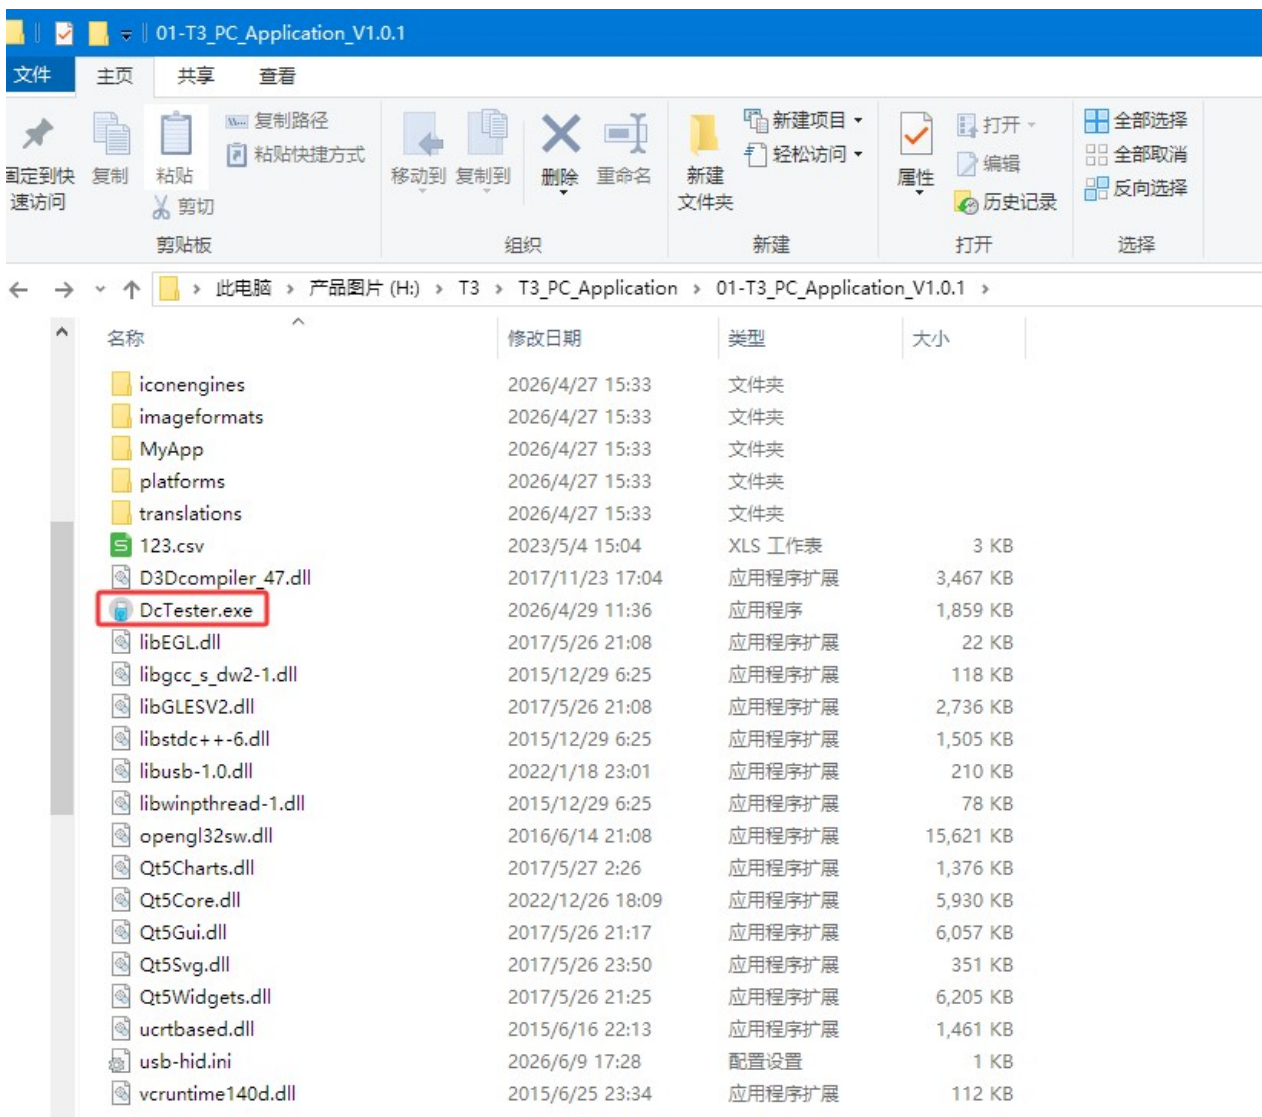 01-T3_PC_Application_V1.0.1
文件 主页 共享 查看
固定到快速访问
复制
粘贴
复制路径
粘贴快捷方式
剪切
剪贴板
移动到 复制到 删除 重命名
组织
新建文件夹
新建项目
轻松访问
新建
属性
打开
编辑
历史记录
打开
全部选择
全部取消
反向选择
选择
此电脑 > 产品图片 (H:) > T3 > T3_PC_Application > 01-T3_PC_Application_V1.0.1 >
名称 修改日期 类型 大小
iconengines 2026/4/27 15:33 文件夹
imageformats 2026/4/27 15:33 文件夹
MyApp 2026/4/27 15:33 文件夹
platforms 2026/4/27 15:33 文件夹
translations 2026/4/27 15:33 文件夹
123.csv 2023/5/4 15:04 XLS 工作表 3 KB
D3Dcompiler_47.dll 2017/11/23 17:04 应用程序扩展 3,467 KB
DcTester.exe 2026/4/29 11:36 应用程序 1,859 KB
libEGL.dll 2017/5/26 21:08 应用程序扩展 22 KB
libgcc_s_dw2-1.dll 2015/12/29 6:25 应用程序扩展 118 KB
libGLESV2.dll 2017/5/26 21:08 应用程序扩展 2,736 KB
libstdc++-6.dll 2015/12/29 6:25 应用程序扩展 1,505 KB
libusb-1.0.dll 2022/1/18 23:01 应用程序扩展 210 KB
libwinpthread-1.dll 2015/12/29 6:25 应用程序扩展 78 KB
opengl32sw.dll 2016/6/14 21:08 应用程序扩展 15,621 KB
Qt5Charts.dll 2017/5/27 2:26 应用程序扩展 1,376 KB
Qt5Core.dll 2022/12/26 18:09 应用程序扩展 5,930 KB
Qt5Gui.dll 2017/5/26 21:17 应用程序扩展 6,057 KB
Qt5Svg.dll 2017/5/26 23:50 应用程序扩展 351 KB
Qt5Widgets.dll 2017/5/26 21:25 应用程序扩展 6,205 KB
ucrtbased.dll 2015/6/16 22:13 应用程序扩展 1,461 KB
usb-hid.ini 2026/6/9 17:28 配置设置 1 KB
vcruntime140d.dll 2015/6/25 23:34 应用程序扩展 112 KB